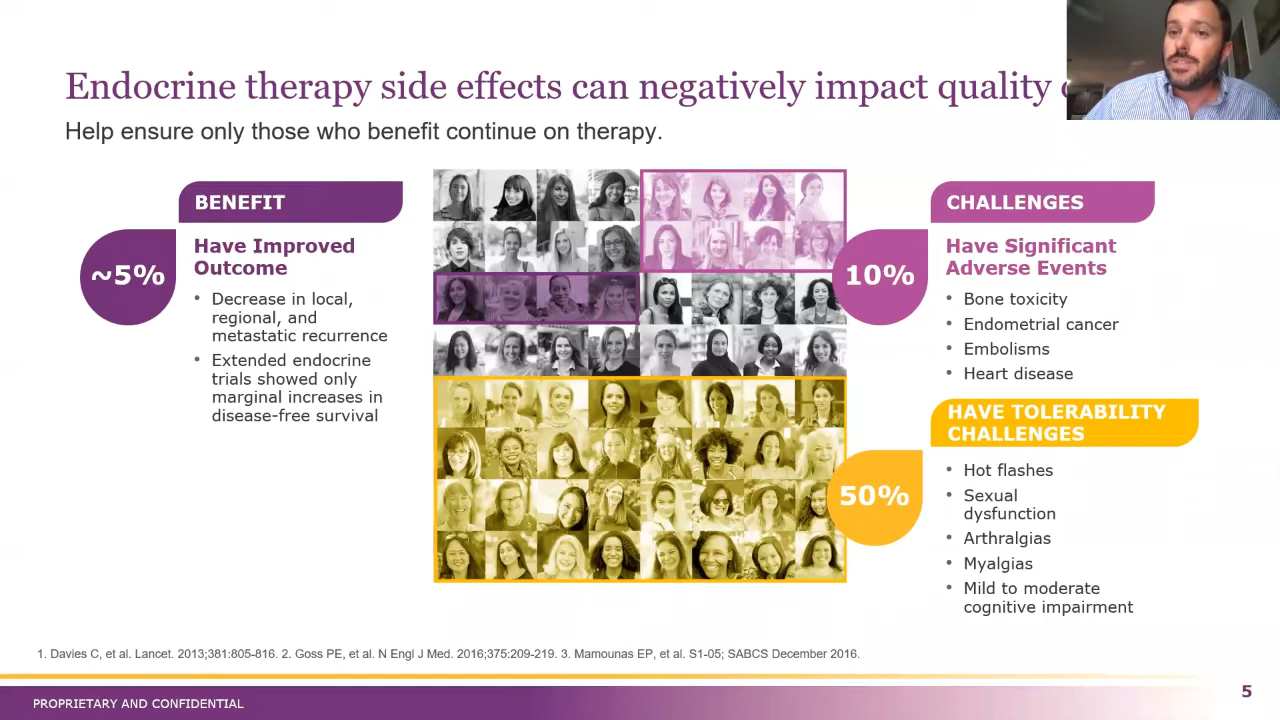 Endocrine therapy side effects can negatively impact quality
Help ensure only those who benefit continue on therapy.
BENEFIT
~5%
Have Improved
Outcome
• Decrease in local,
regional, and
metastatic recurrence
• Extended endocrine
trials showed only
marginal increases in
disease-free survival
CHALLENGES
10%
Have Significant
Adverse Events
• Bone toxicity
• Endometrial cancer
• Embolisms
• Heart disease
HAVE TOLERABILITY
CHALLENGES
50%
• Hot flashes
• Sexual
dysfunction
• Arthralgias
• Myalgias
• Mild to moderate
cognitive impairment
1. Davies C, et al. Lancet. 2013;381:805-816. 2. Goss PE, et al. N Engl J Med. 2016;375:209-219. 3. Mamounas EP, et al. S1-05; SABCS December 2016.
PROPRIETARY AND CONFIDENTIAL
5